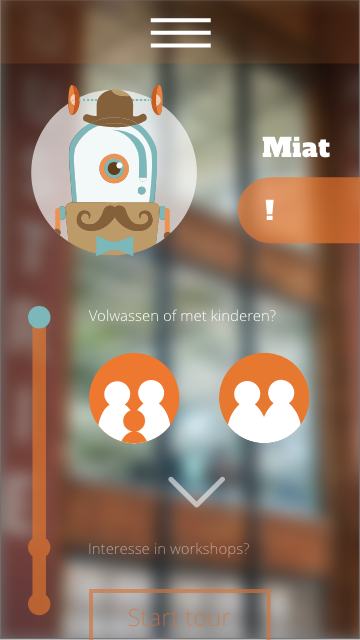 Miat
!
Volwassen of met kinderen?
Interesse in workshops?
Start tour